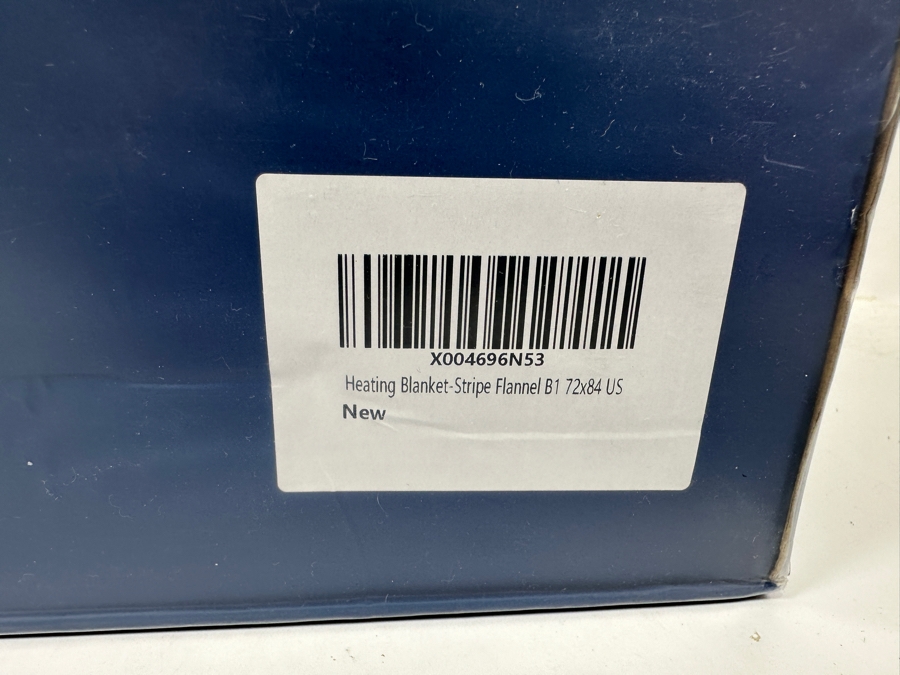 X004696N53
Heating Blanket-Stripe Flannel B1 72x84 US
New